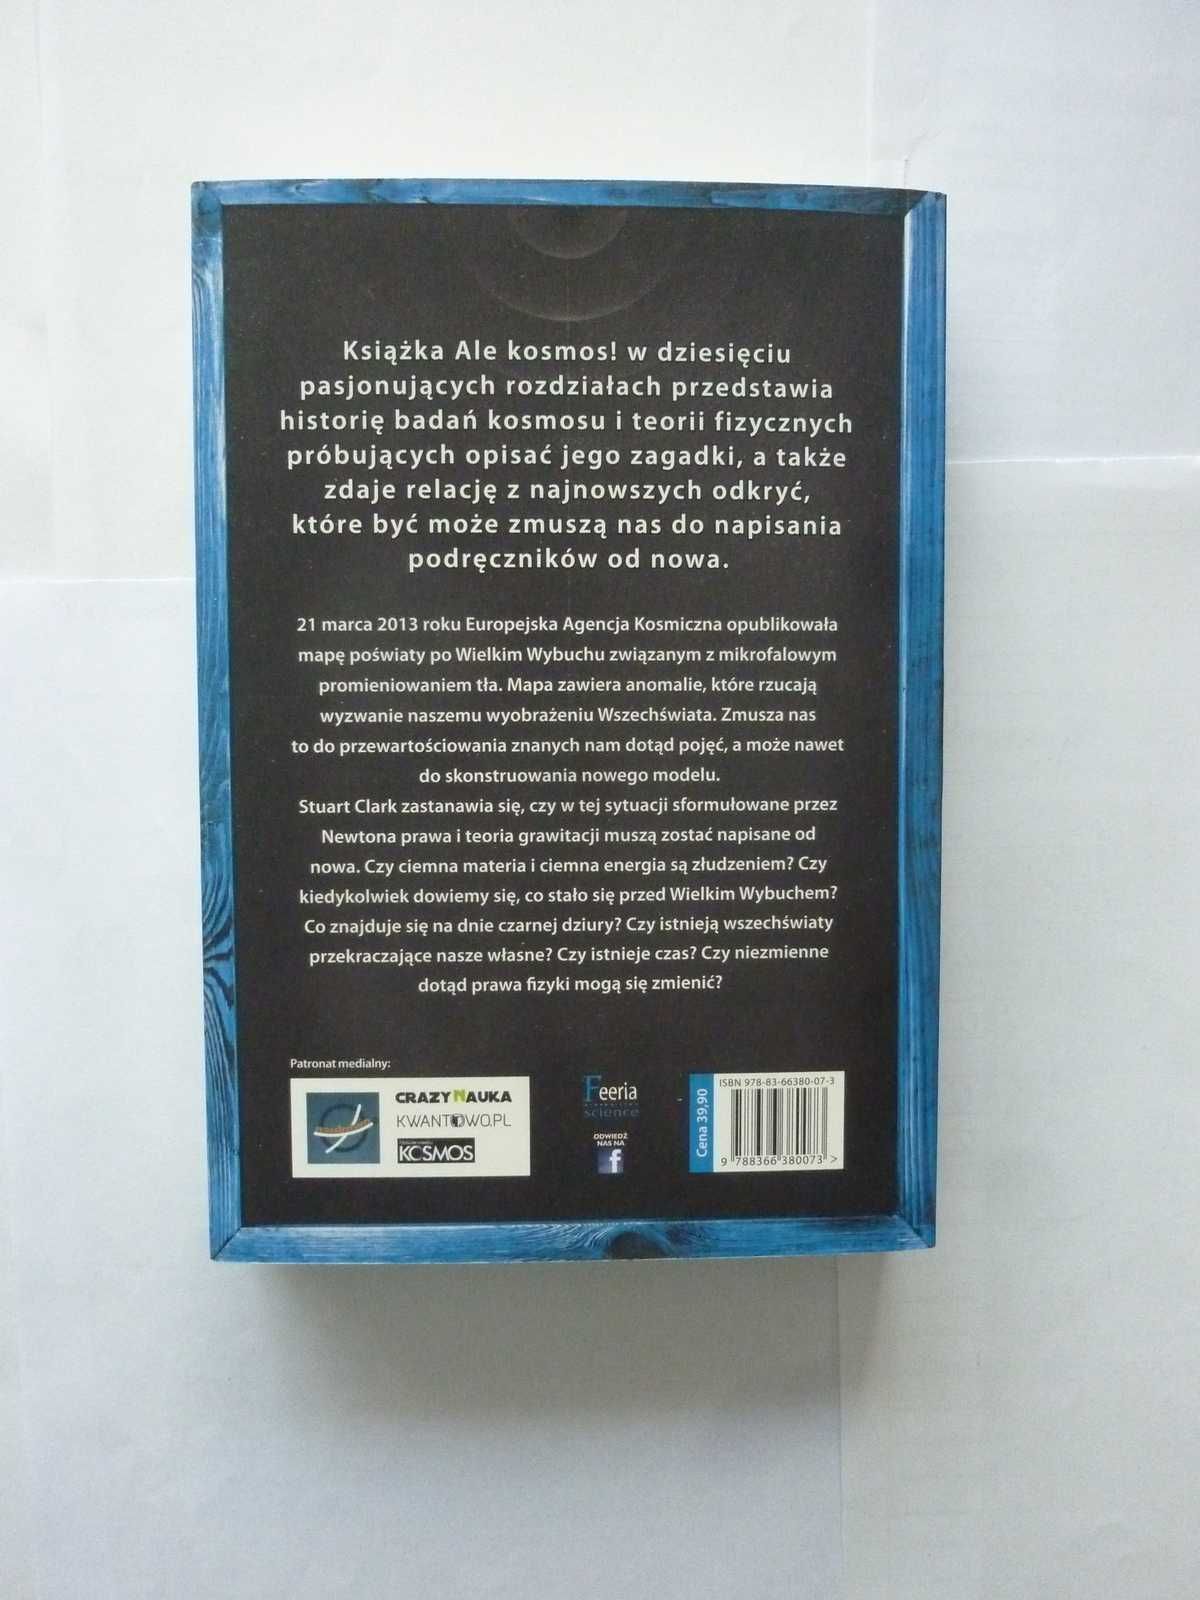 Książka Ale kosmos! w dziesięciu
pasjonujących rozdziałach przedstawia
historię badań kosmosu i teorii fizycznych
próbujących opisać jego zagadki, a także
zdaje relację z najnowszych odkryć,
które być może zmuszą nas do napisania
podręczników od nowa.
21 marca 2013 roku Europejska Agencja Kosmiczna opublikowała
mapę poświaty po Wielkim Wybuchu związanym z mikrofalowym
promieniowaniem tła. Mapa zawiera anomalie, które rzucają
wyzwanie naszemu wyobrażeniu Wszechświata. Zmusza nas
to do przewartościowania znanych nam dotąd pojęć, a może nawet
do skonstruowania nowego modelu.
Stuart Clark zastanawia się, czy w tej sytuacji sformułowane przez
Newtona prawa i teoria grawitacji muszą zostać napisane od
nowa. Czy ciemna materia i ciemna energia są złudzeniem? Czy
kiedykolwiek dowiemy się, co stało się przed Wielkim Wybuchem?
Co znajduje się na dnie czarnej dziury? Czy istnieją wszechświaty
przekraczające nasze własne? Czy istnieje czas? Czy niezmienne
dotąd prawa fizyki mogą się zmienić?
Patronat medialny:
CRAZY NAUKA
KWANTOWO.PL
KOSMOS
Feeria
science
ODWIEDŹ
NAS NA
f
Cena 39,90
ISBN 978-83-66380-07-3
9 788366 380073 >